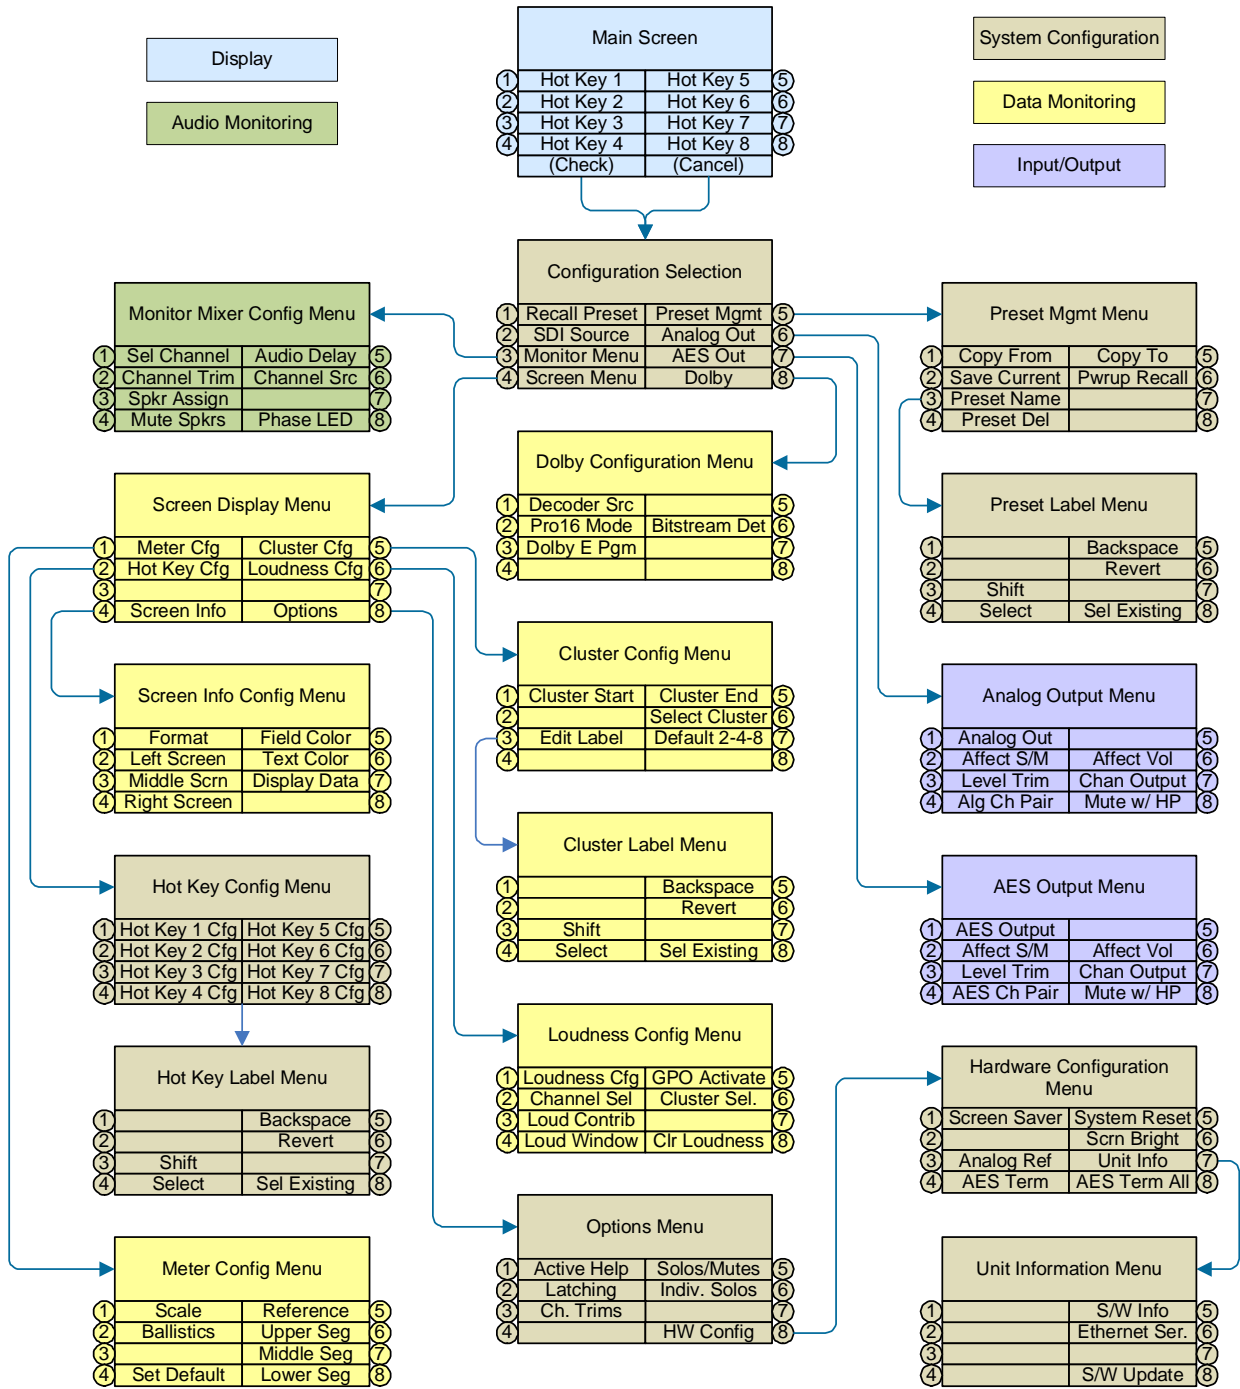 Display
Audio Monitoring
System Configuration
Data Monitoring
Input/Output
Main Screen
1 Hot Key 1 Hot Key 5 5
2 Hot Key 2 Hot Key 6 6
3 Hot Key 3 Hot Key 7 7
4 Hot Key 4 Hot Key 8 8
(Check) (Cancel)
Configuration Selection
1 Recall Preset Preset Mgmt 5
2 SDI Source Analog Out 6
3 Monitor Menu AES Out 7
4 Screen Menu Dolby 8
Monitor Mixer Config Menu
1 Sel Channel Audio Delay 5
2 Channel Trim Channel Src 6
3 Spkr Assign 7
4 Mute Spkrs Phase LED 8
Preset Mgmt Menu
1 Copy From Copy To 5
2 Save Current Pwrup Recall 6
3 Preset Name 7
4 Preset Del 8
Dolby Configuration Menu
1 Decoder Src 5
2 Pro16 Mode Bitstream Det 6
3 Dolby E Pgm 7
4 8
Screen Display Menu
1 Meter Cfg Cluster Cfg 5
2 Hot Key Cfg Loudness Cfg 6
3 7
4 Screen Info Options 8
Preset Label Menu
1 Backspace 5
2 Revert 6
3 Shift 7
4 Select Sel Existing 8
Cluster Config Menu
1 Cluster Start Cluster End 5
2 Select Cluster 6
3 Edit Label Default 2-4-8 7
4 8
Screen Info Config Menu
1 Format Field Color 5
2 Left Screen Text Color 6
3 Middle Scrn Display Data 7
4 Right Screen 8
Analog Output Menu
1 Analog Out 5
2 Affect S/M Affect Vol 6
3 Level Trim Chan Output 7
4 Alg Ch Pair Mute w/ HP 8
Cluster Label Menu
1 Backspace 5
2 Revert 6
3 Shift 7
4 Select Sel Existing 8
Hot Key Config Menu
1 Hot Key 1 Cfg Hot Key 5 Cfg 5
2 Hot Key 2 Cfg Hot Key 6 Cfg 6
3 Hot Key 3 Cfg Hot Key 7 Cfg 7
4 Hot Key 4 Cfg Hot Key 8 Cfg 8
AES Output Menu
1 AES Output 5
2 Affect S/M Affect Vol 6
3 Level Trim Chan Output 7
4 AES Ch Pair Mute w/ HP 8
Loudness Config Menu
1 Loudness Cfg GPO Activate 5
2 Channel Sel Cluster Sel. 6
3 Loud Contrib 7
4 Loud Window Clr Loudness 8
Hot Key Label Menu
1 Backspace 5
2 Revert 6
3 Shift 7
4 Select Sel Existing 8
Hardware Configuration
Menu
1 Screen Saver System Reset 5
2 Scrn Bright 6
3 Analog Ref Unit Info 7
4 AES Term AES Term All 8
Options Menu
1 Active Help Solos/Mutes 5
2 Latching Indiv. Solos 6
3 Ch. Trims 7
4 HW Config 8
Meter Config Menu
1 Scale Reference 5
2 Ballistics Upper Seg 6
3 Middle Seg 7
4 Set Default Lower Seg 8
Unit Information Menu
1 S/W Info 5
2 Ethernet Ser. 6
3 7
4 S/W Update 8